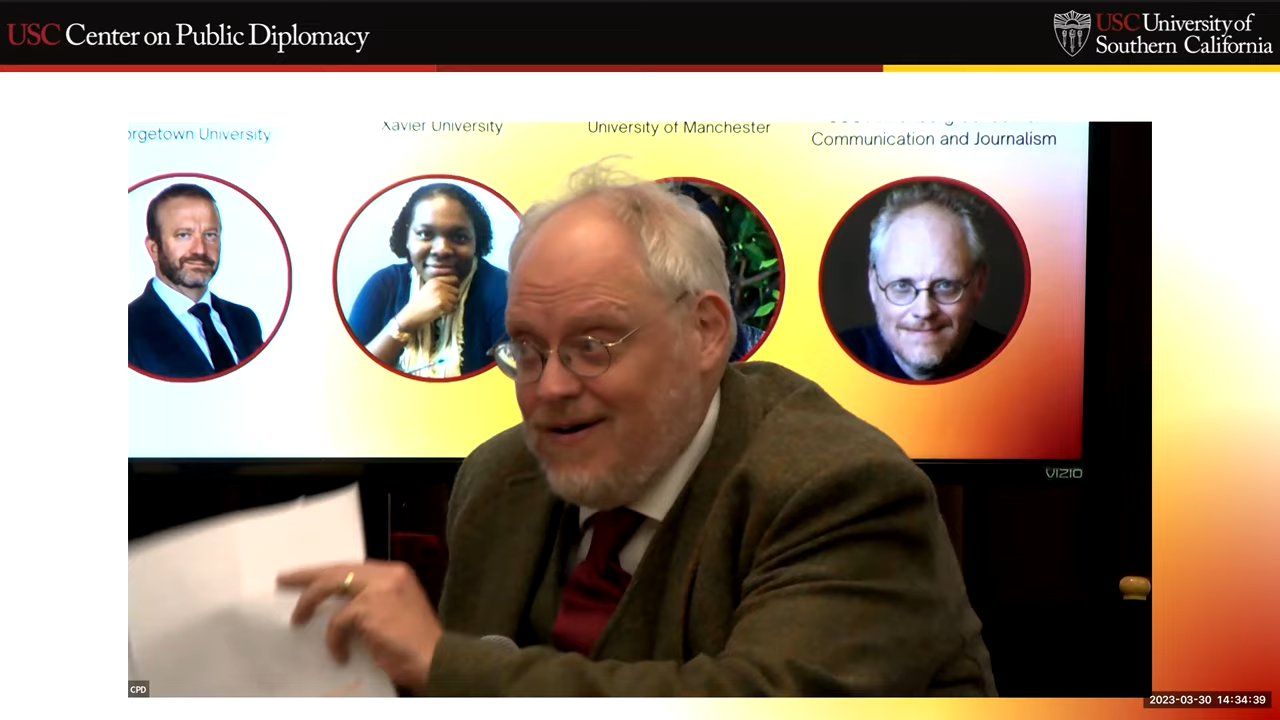 USC Center on Public Diplomacy
USC University of
Southern California
orgetown University
Xavier University
University of Manchester
Communication and Journalism
VIZIO
CPD
2023-03-30 14:34:39